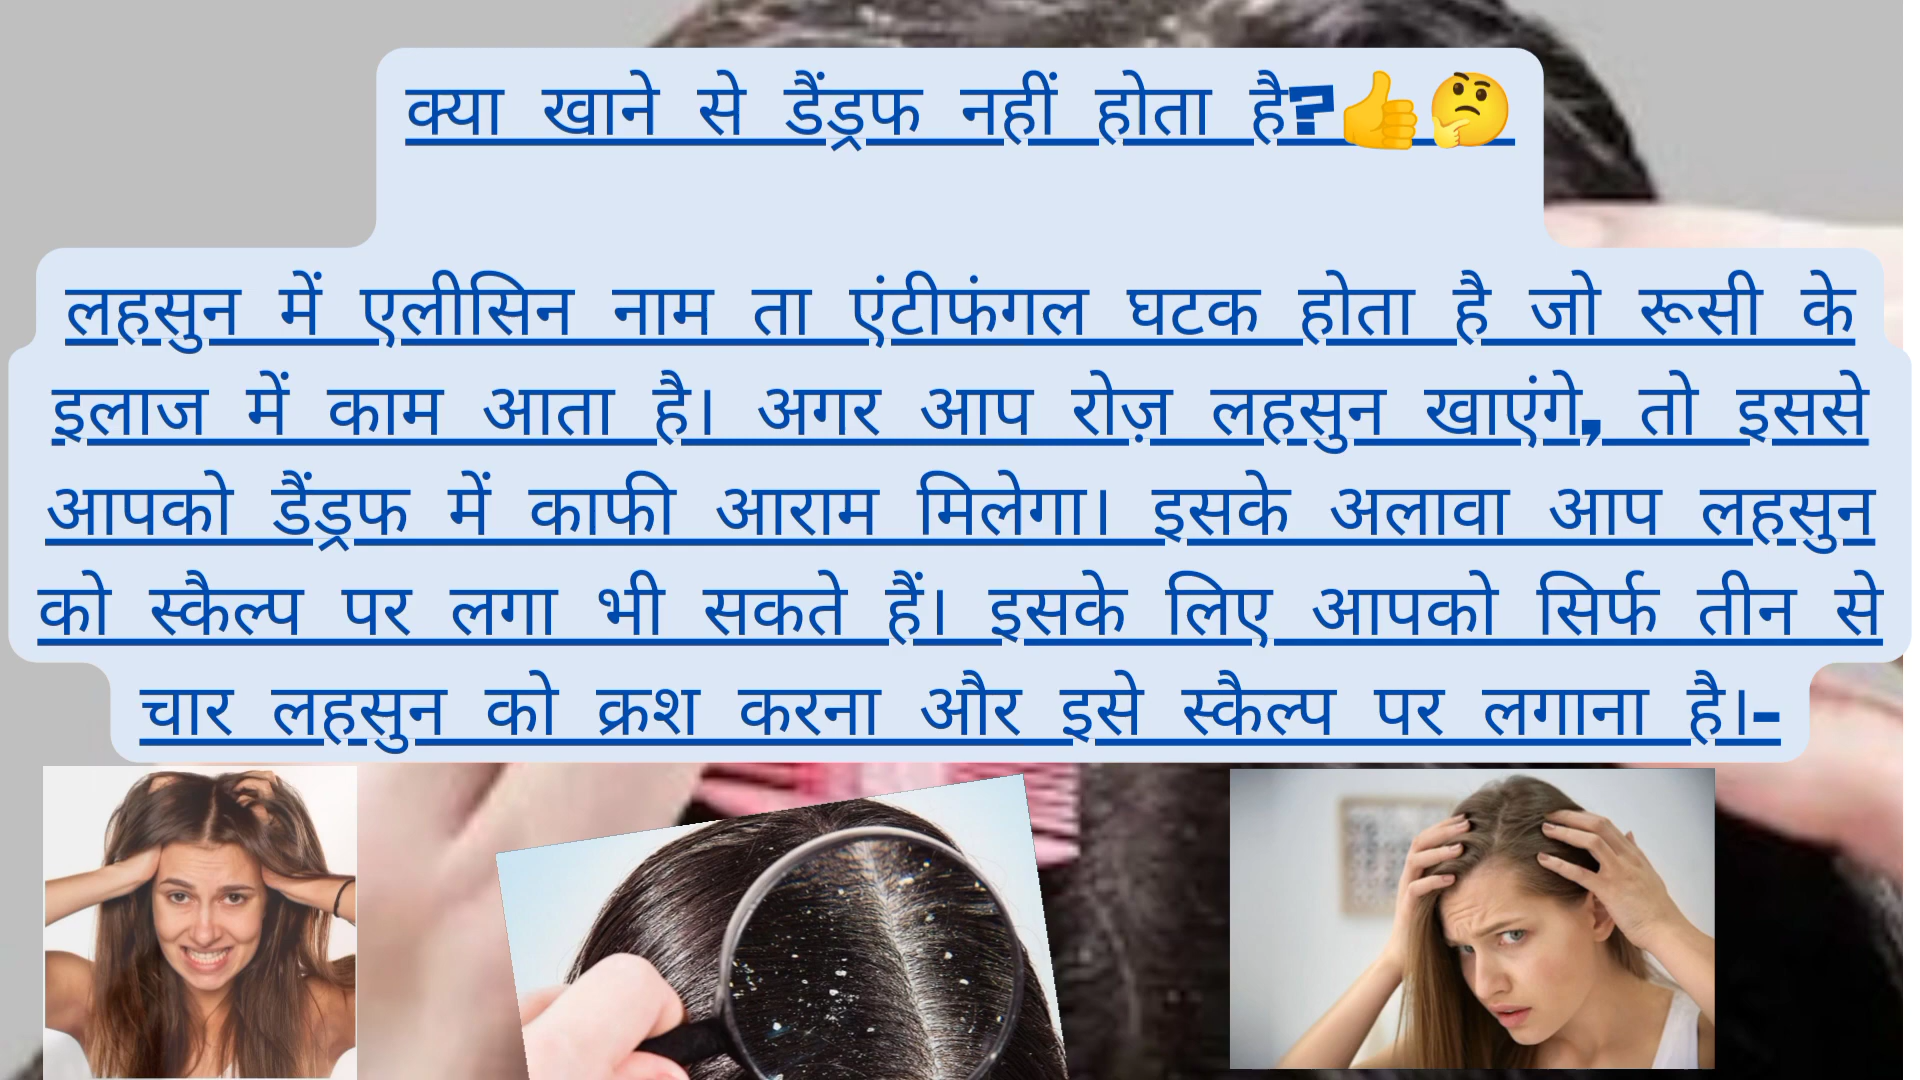 क्या खाने से डैंड्रफ नहीं होता है?👍🤔
लहसुन में एलीसिन नाम ता एंटीफंगल घटक होता है जो रूसी के
इलाज में काम आता है। अगर आप रोज़ लहसुन खाएंगे, तो इससे
आपको डैंड्रफ में काफी आराम मिलेगा। इसके अलावा आप लहसुन
को स्कैल्प पर लगा भी सकते हैं। इसके लिए आपको सिर्फ तीन से
चार लहसुन को क्रश करना और इसे स्कैल्प पर लगाना है।-